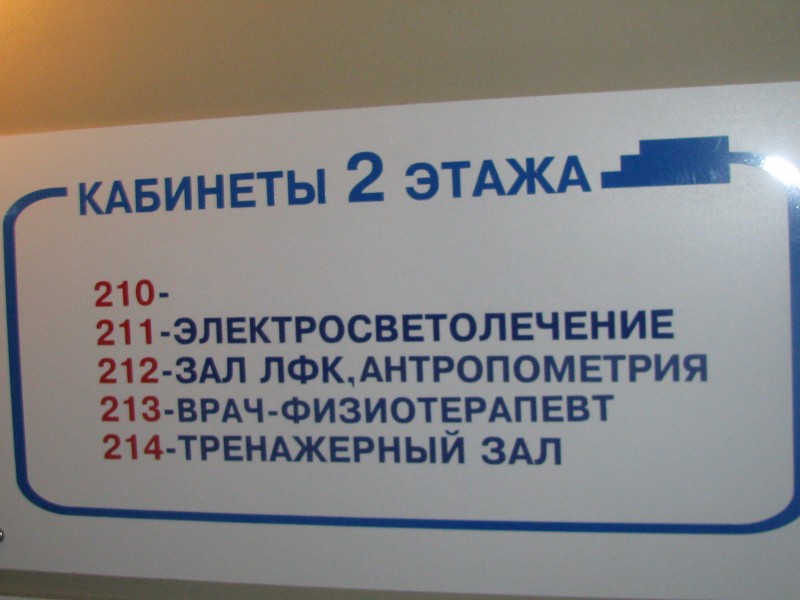 КАБИНЕТЫ 2 ЭТАЖА
210-
211-ЭЛЕКТРОСВЕТОЛЕЧЕНИЕ
212-ЗАЛ ЛФК,АНТРОПОМЕТРИЯ
213-ВРАЧ-ФИЗИОТЕРАПЕВТ
214-ТРЕНАЖЕРНЫЙ ЗАЛ